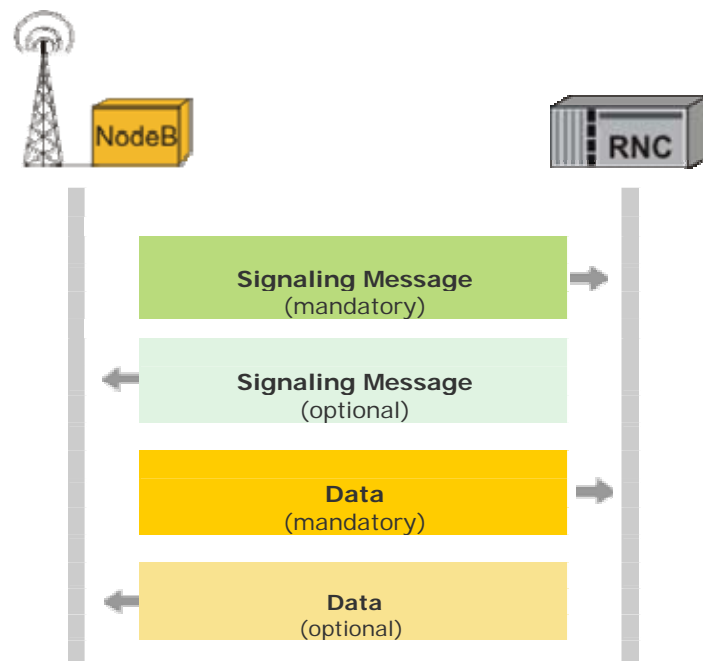 NodeB
RNC
Signaling Message
(mandatory)
Signaling Message
(optional)
Data
(mandatory)
Data
(optional)